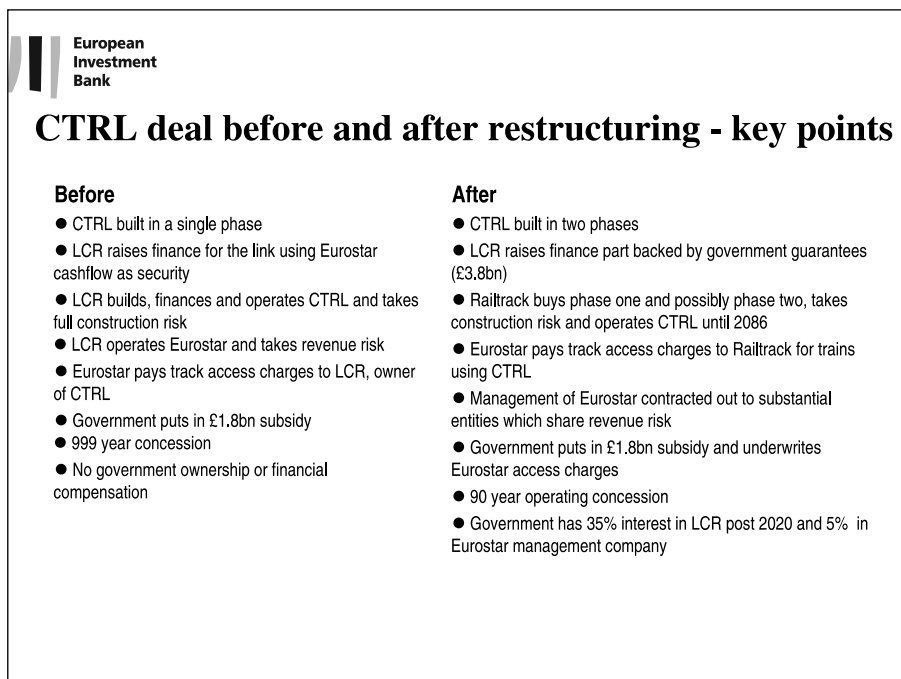 European
Investment
Bank
CTRL deal before and after restructuring - key points
Before
● CTRL built in a single phase
● LCR raises finance for the link using Eurostar
cashflow as security
● LCR builds, finances and operates CTRL and takes
full construction risk
● LCR operates Eurostar and takes revenue risk
● Eurostar pays track access charges to LCR, owner
of CTRL
● Government puts in £1.8bn subsidy
● 999 year concession
● No government ownership or financial
compensation
After
● CTRL built in two phases
● LCR raises finance part backed by government guarantees
(£3.8bn)
● Railtrack buys phase one and possibly phase two, takes
construction risk and operates CTRL until 2086
● Eurostar pays track access charges to Railtrack for trains
using CTRL
● Management of Eurostar contracted out to substantial
entities which share revenue risk
● Government puts in £1.8bn subsidy and underwrites
Eurostar access charges
● 90 year operating concession
● Government has 35% interest in LCR post 2020 and 5% in
Eurostar management company